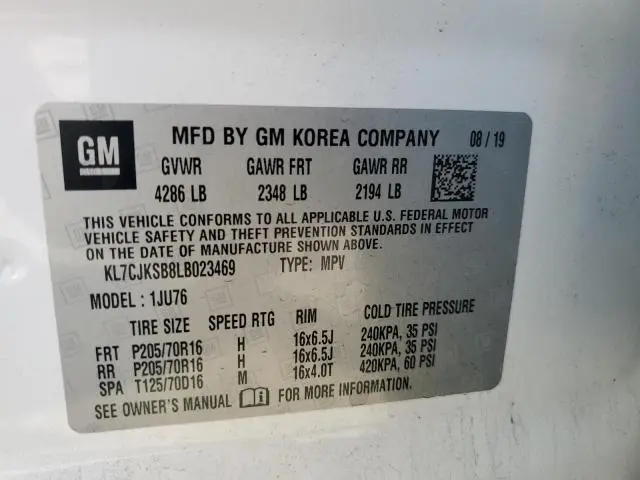 GM MFD BY GM KOREA COMPANY 08 / 19
GVWR GAWR FRT GAWR RR
4286 LB 2348 LB 2194 LB
THIS VEHICLE CONFORMS TO ALL APPLICABLE U.S. FEDERAL MOTOR
VEHICLE SAFETY AND THEFT PREVENTION STANDARDS IN EFFECT
ON THE DATE OF MANUFACTURE SHOWN ABOVE.
KL7CJKSB8LB023469 TYPE: MPV
MODEL : 1JU76
TIRE SIZE SPEED RTG RIM COLD TIRE PRESSURE
FRT P205/70R16 H 16x6.5J 240KPA, 35 PSI
RR P205/70R16 H 16x6.5J 240KPA, 35 PSI
SPA T125/70D16 M 16x4.0T 420KPA, 60 PSI
SEE OWNER'S MANUAL FOR MORE INFORMATION.